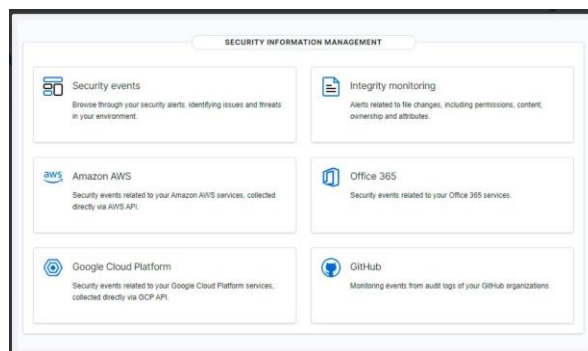 SECURITY INFORMATION MANAGEMENT
Security events
Browse through your security alerts, identifying issues and threats
in your environment.
Integrity monitoring
Alerts related to file changes, including permissions, content,
ownership and attributes.
aws
Amazon AWS
Security events related to your Amazon AWS services, collected
directly via AWS API.
Office 365
Security events related to your Office 365 services.
Google Cloud Platform
Security events related to your Google Cloud Platform services,
collected directly via GCP API.
GitHub
Monitoring events from audit logs of your GitHub organizations.